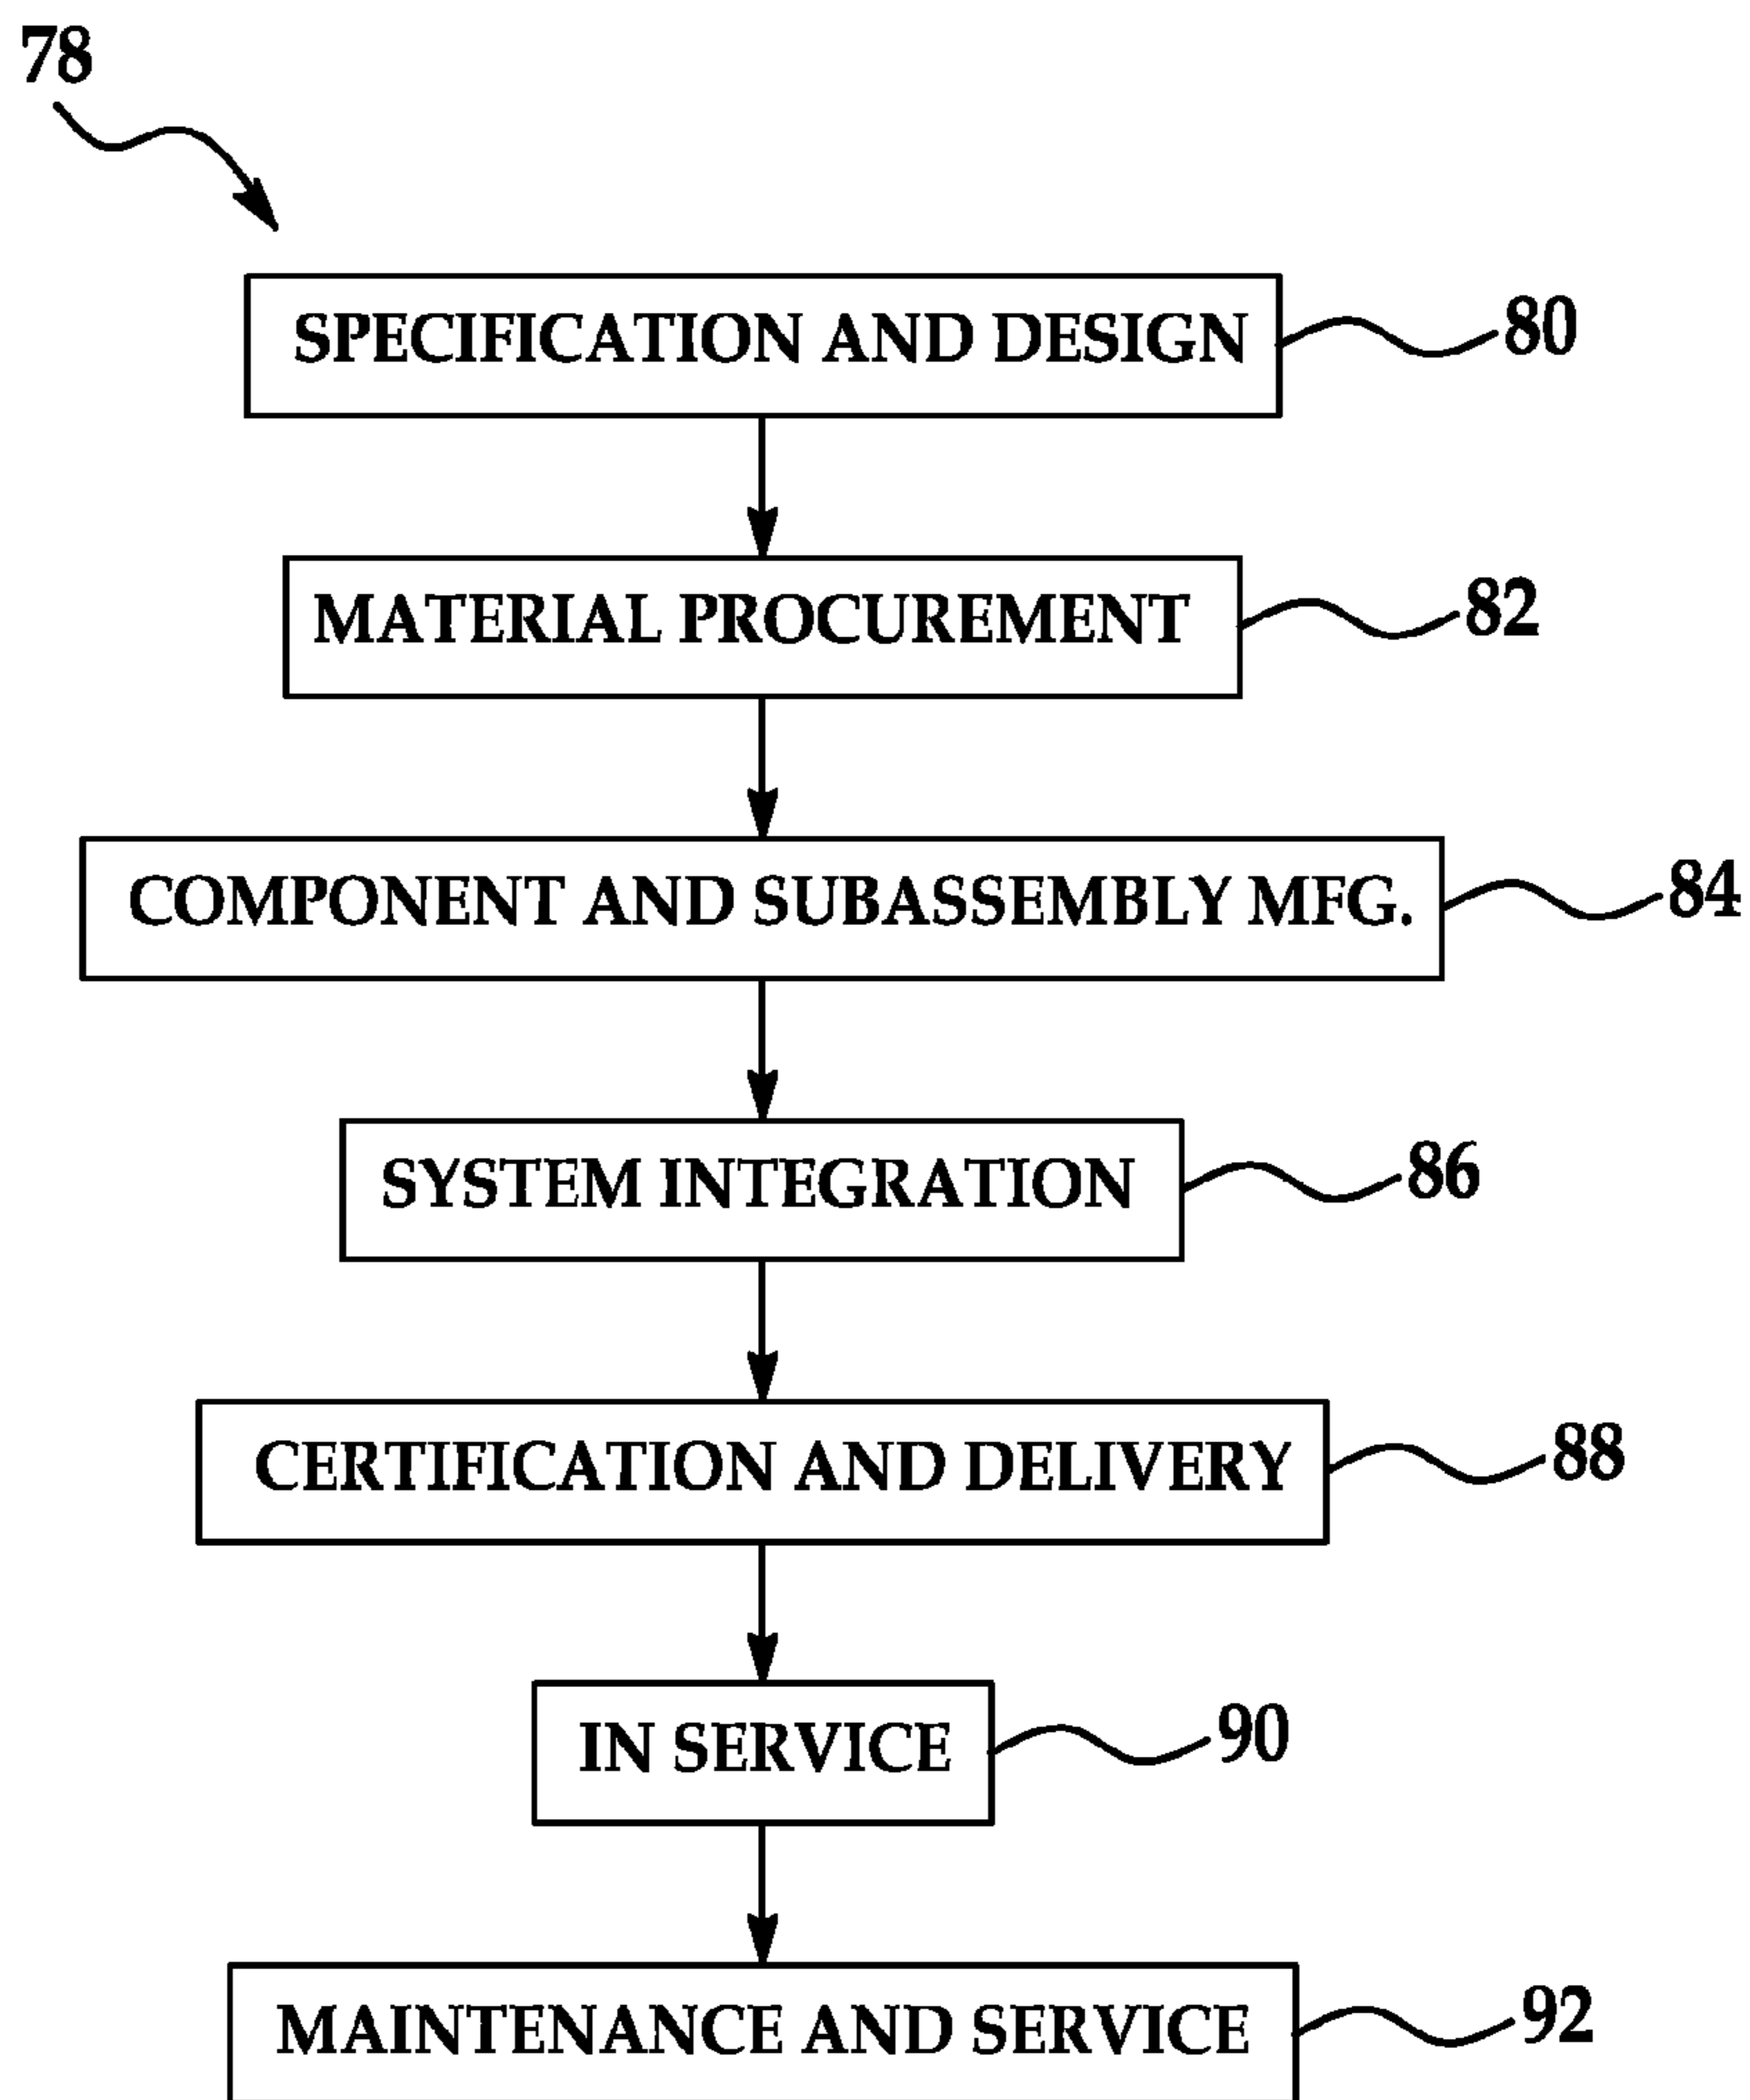 78
SPECIFICATION AND DESIGN 80
MATERIAL PROCUREMENT 82
COMPONENT AND SUBASSEMBLY MFG. 84
SYSTEM INTEGRATION 86
CERTIFICATION AND DELIVERY 88
IN SERVICE 90
MAINTENANCE AND SERVICE 92